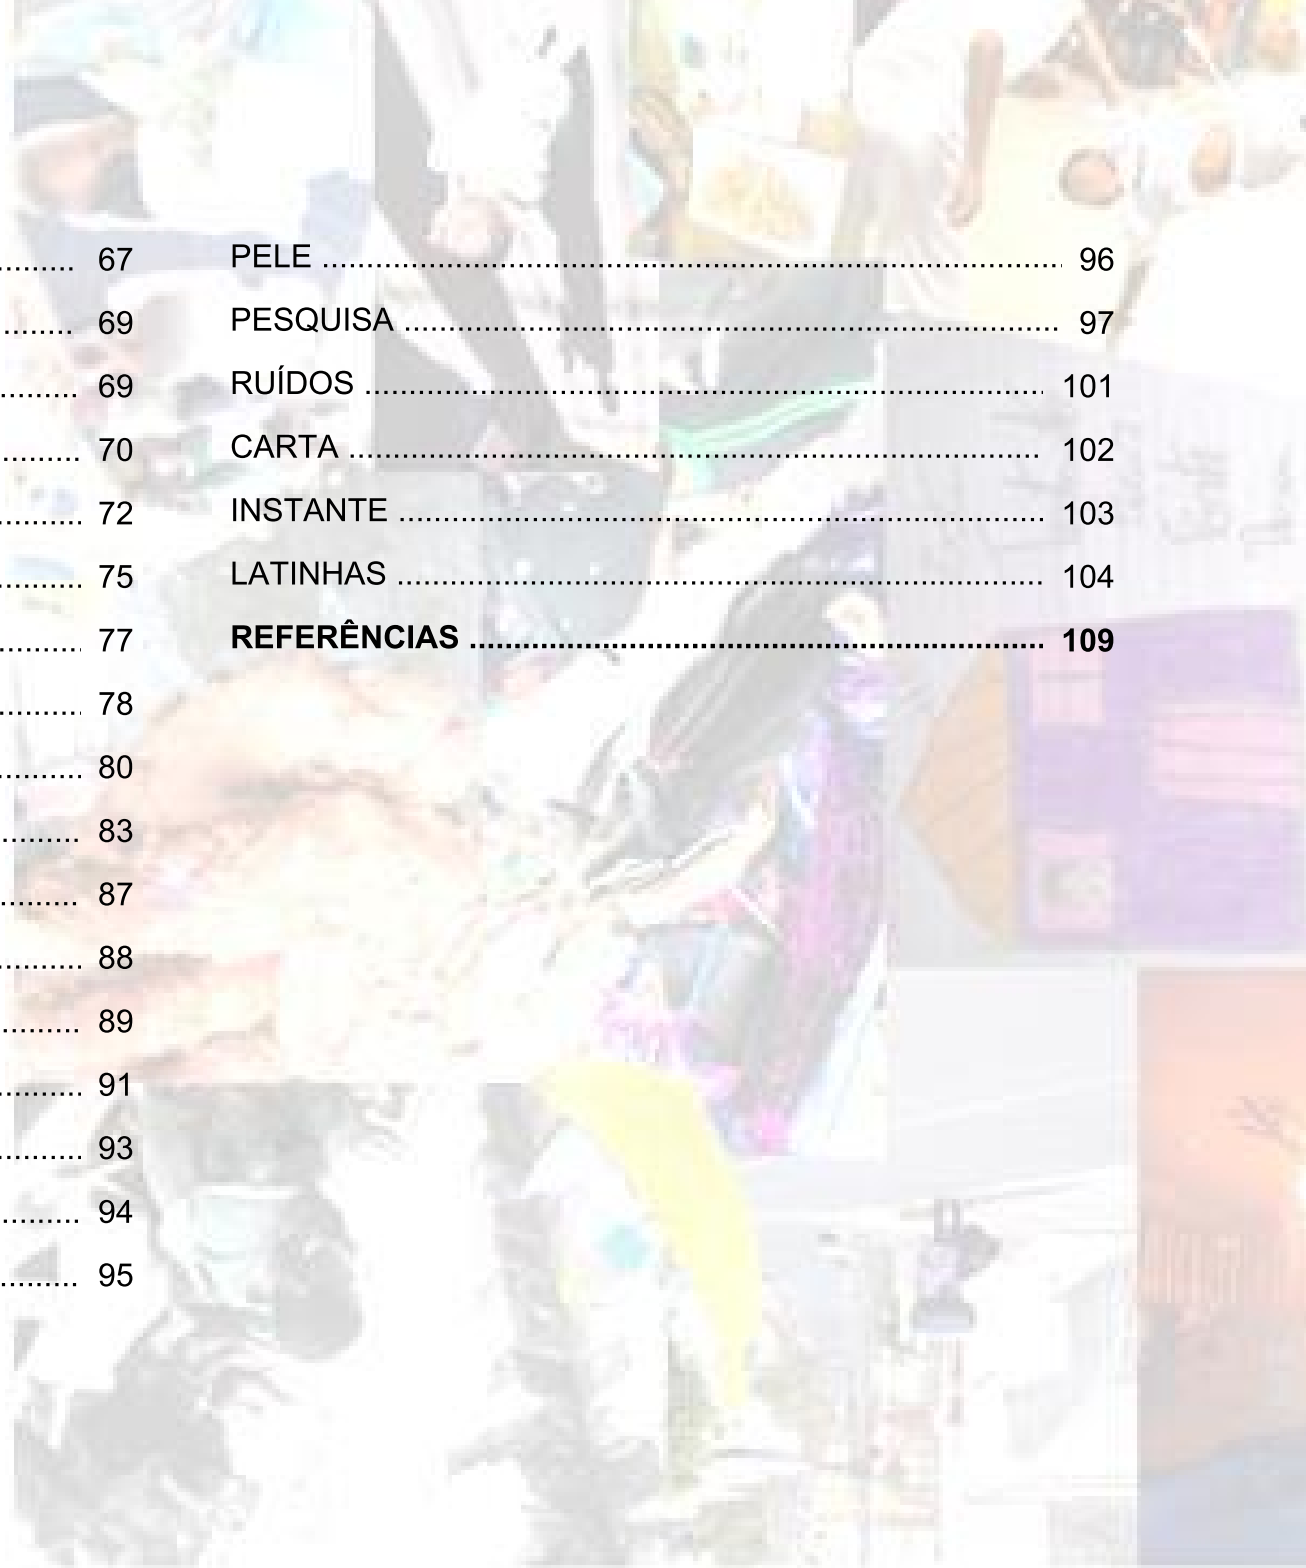 ......... 67
......... 69
......... 69
......... 70
......... 72
......... 75
......... 77
......... 78
......... 80
......... 83
......... 87
......... 88
......... 89
......... 91
......... 93
......... 94
......... 95
PELE ......... 96
PESQUISA ......... 97
RUÍDOS ......... 101
CARTA ......... 102
INSTANTE ......... 103
LATINHAS ......... 104
REFERÊNCIAS ......... 109